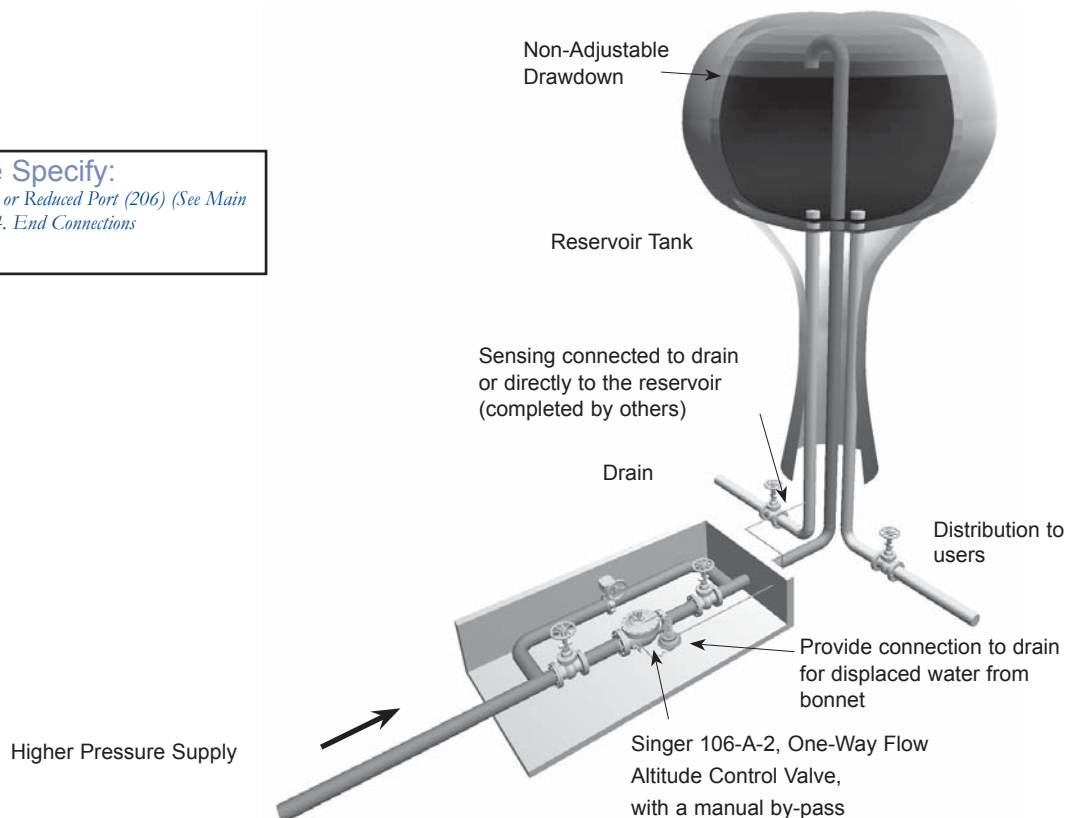 Non-Adjustable
Drawdown
Specify:
or Reduced Port (206) (See Main
End Connections
Reservoir Tank
Sensing connected to drain
or directly to the reservoir
(completed by others)
Drain
Distribution to
users
Provide connection to drain
for displaced water from
bonnet
Higher Pressure Supply
Singer 106-A-2, One-Way Flow
Altitude Control Valve,
with a manual by-pass